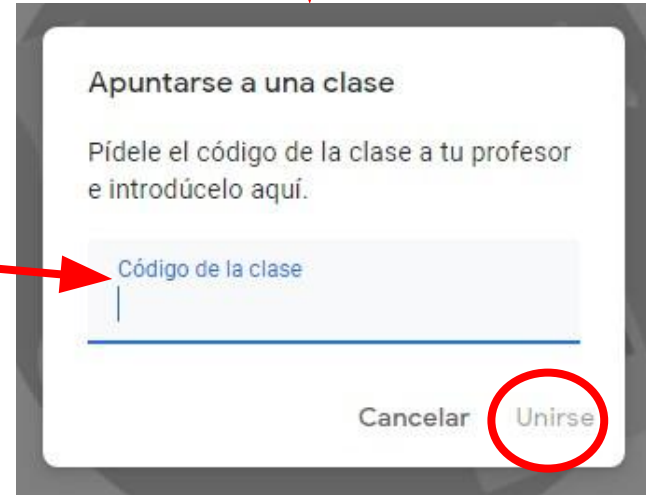 Apuntarse a una clase
Pídele el código de la clase a tu profesor
e introdúcelo aquí.
Código de la clase
Cancelar Unirse